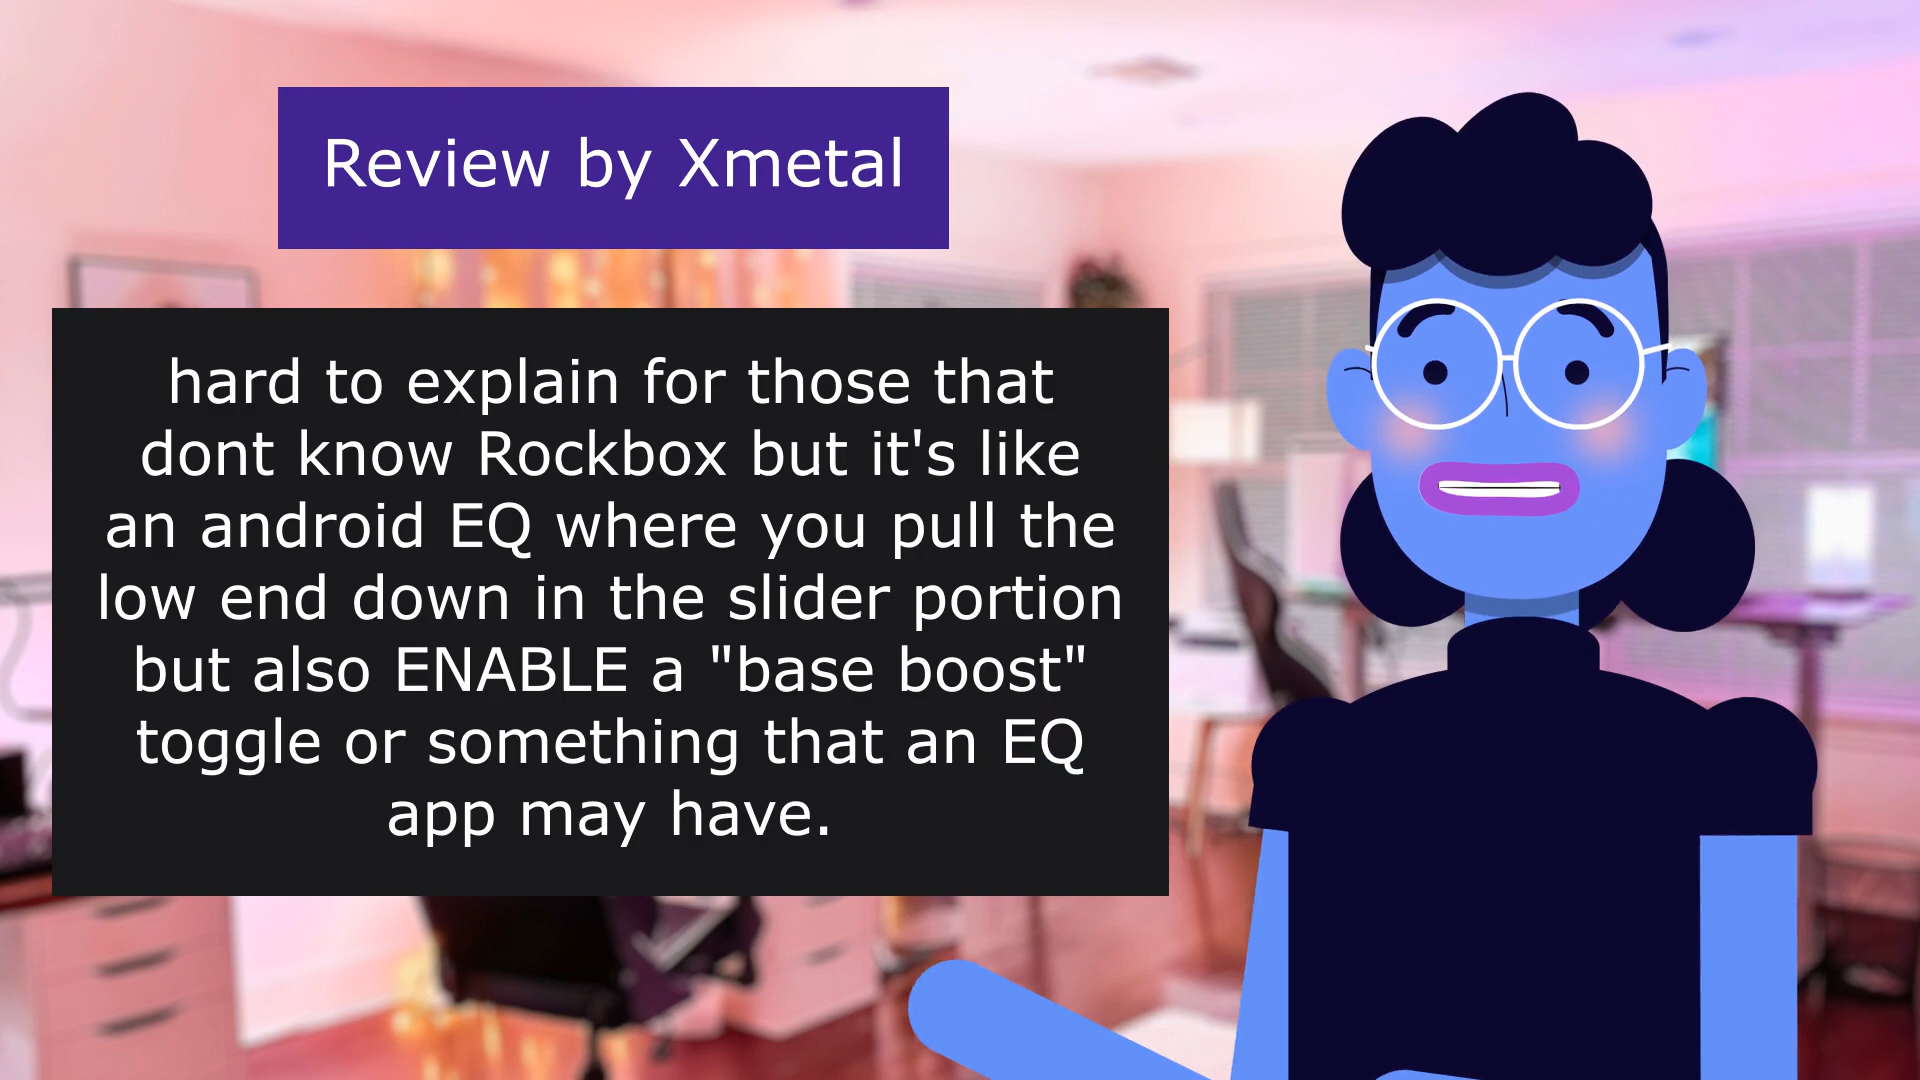 Review by Xmetal
hard to explain for those that
dont know Rockbox but it's like
an android EQ where you pull the
low end down in the slider portion
but also ENABLE a "base boost"
toggle or something that an EQ
app may have.